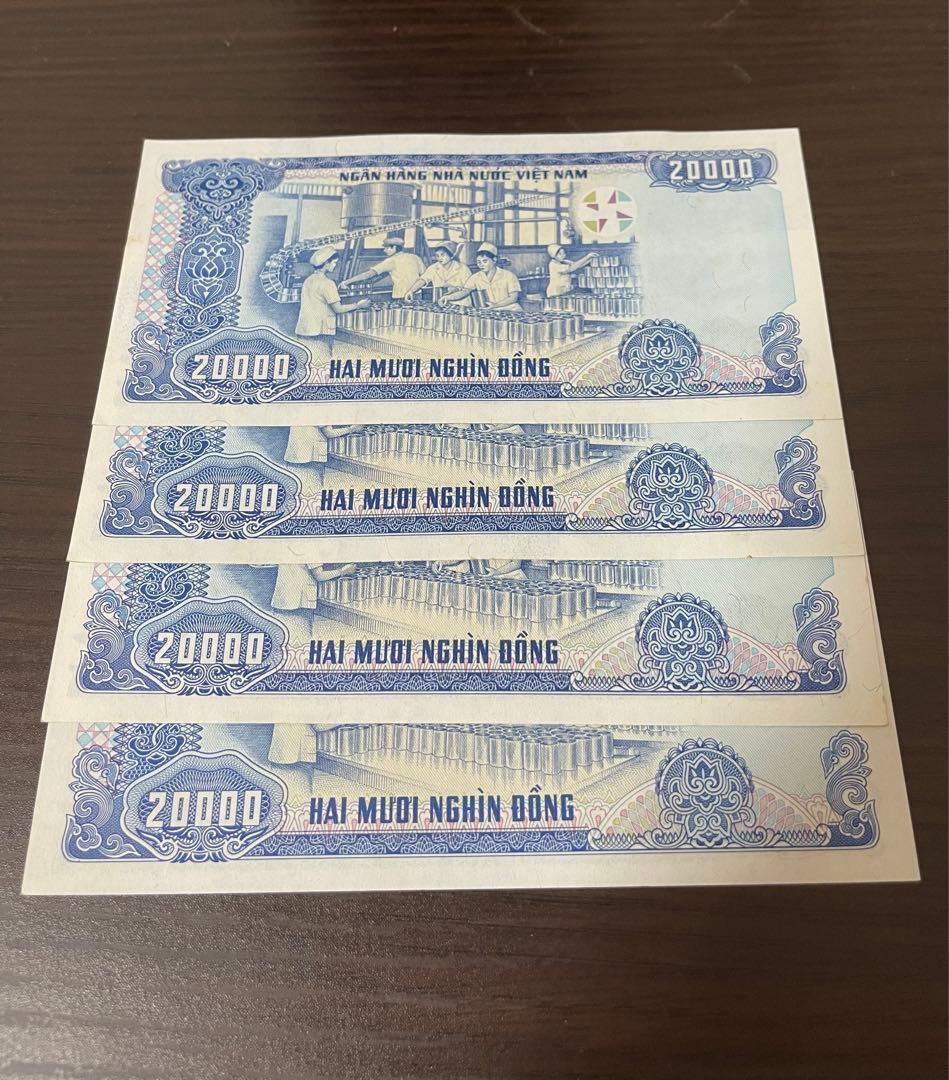 NGÂN HÀNG NHÀ NƯỚC VIỆT NAM
20000
20000
HAI MƯƠI NGHÌN ĐỒNG
20000
HAI MƯƠI NGHÌN ĐỒNG
20000
HAI MƯƠI NGHÌN ĐỒNG
20000
HAI MƯƠI NGHÌN ĐỒNG